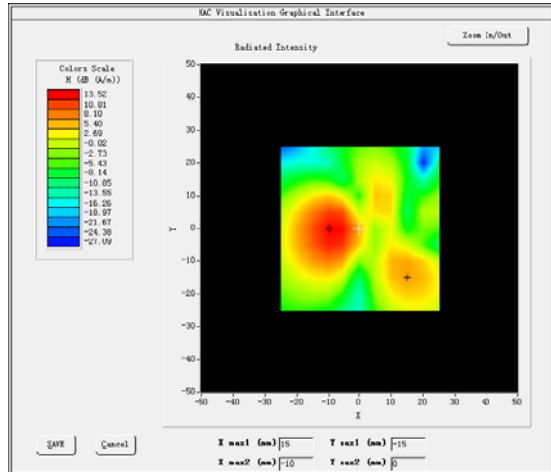 KAC Visualisation Graphical Interface
Zoom In/Out
Radiated Intensity
Colors Scale
H (dB (A/m))
13.52
10.81
8.10
5.40
2.69
-0.02
-2.73
-5.43
-8.14
-10.85
-13.55
-16.26
-18.97
-21.67
-24.38
-27.09
50
40
30
20
10
0
-10
-20
-30
-40
-50
Y
-50 -40 -30 -20 -10 0 10 20 30 40 50
X
SAVE
Cancel
X max1 (mm) 15 Y max1 (mm) -15
X max2 (mm) -10 Y max2 (mm) 0